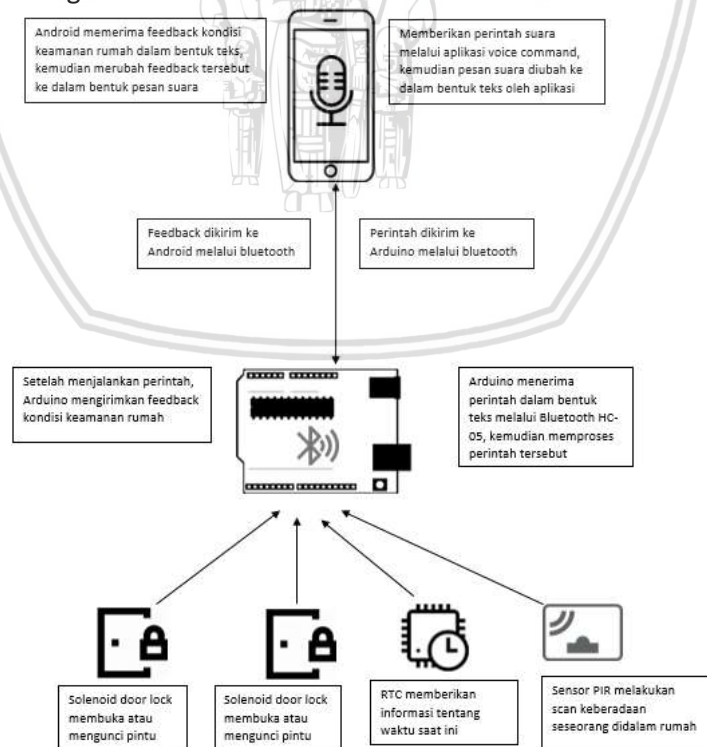 Android memerima feedback kondisi
keamanan rumah dalam bentuk teks,
kemudian merubah feedback tersebut
ke dalam bentuk pesan suara
Memberikan perintah suara
melalui aplikasi voice command,
kemudian pesan suara diubah ke
dalam bentuk teks oleh aplikasi
Feedback dikirim ke
Android melalui bluetooth
Perintah dikirim ke
Arduino melalui bluetooth
Setelah menjalankan perintah,
Arduino mengirimkan feedback
kondisi keamanan rumah
Arduino menerima
perintah dalam bentuk
teks melalui Bluetooth HC-
05, kemudian memproses
perintah tersebut
Solenoid door lock
membuka atau
mengunci pintu
Solenoid door lock
membuka atau
mengunci pintu
RTC memberikan
informasi tentang
waktu saat ini
Sensor PIR melakukan
scan keberadaan
seseorang didalam rumah